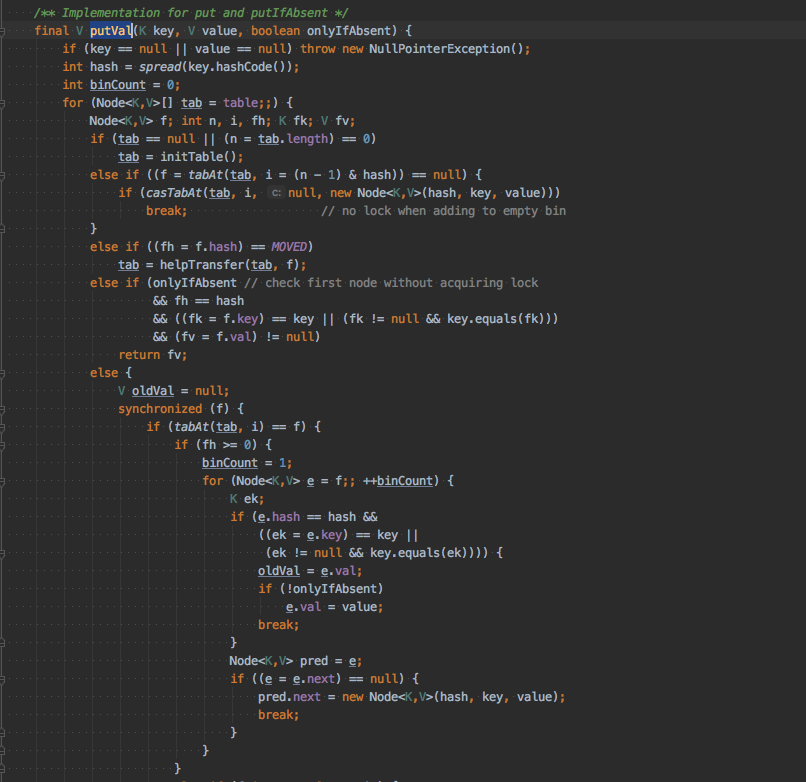 /** Implementation for put and putIfAbsent */
final V putVal(K key, V value, boolean onlyIfAbsent) {
if (key == null || value == null) throw new NullPointerException();
int hash = spread(key.hashCode());
int binCount = 0;
for (Node<K,V>[] tab = table;;) {
Node<K,V> f; int n, i, fh; K fk; V fv;
if (tab == null || (n = tab.length) == 0)
tab = initTable();
else if ((f = tabAt(tab, i = (n - 1) & hash)) == null) {
if (casTabAt(tab, i, c: null, new Node<K,V>(hash, key, value)))
break; // no lock when adding to empty bin
}
else if ((fh = f.hash) == MOVED)
tab = helpTransfer(tab, f);
else if (onlyIfAbsent // check first node without acquiring lock
&& fh == hash
&& ((fk = f.key) == key || (fk != null && key.equals(fk)))
&& (fv = f.val) != null)
return fv;
else {
V oldVal = null;
synchronized (f) {
if (tabAt(tab, i) == f) {
if (fh >= 0) {
binCount = 1;
for (Node<K,V> e = f;; ++binCount) {
K ek;
if (e.hash == hash &&
((ek = e.key) == key ||
(ek != null && key.equals(ek)))) {
oldVal = e.val;
if (!onlyIfAbsent)
e.val = value;
break;
}
Node<K,V> pred = e;
if ((e = e.next) == null) {
pred.next = new Node<K,V>(hash, key, value);
break;
}
}
}